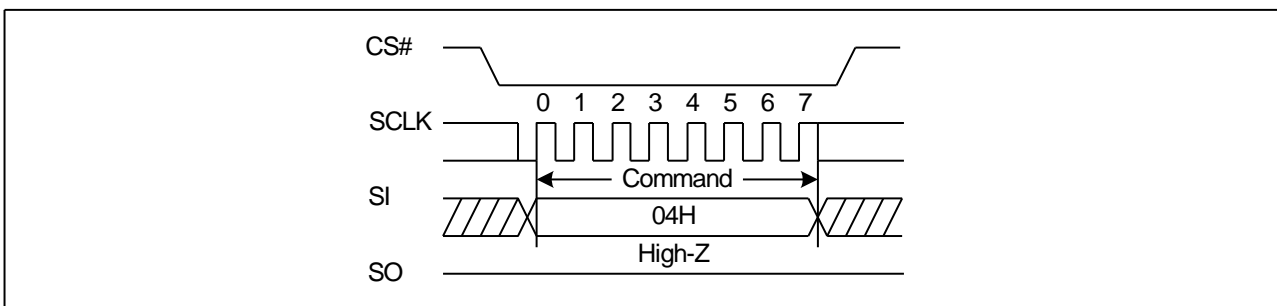 CS#
0 1 2 3 4 5 6 7
SCLK
Command
SI
04H
High-Z
SO